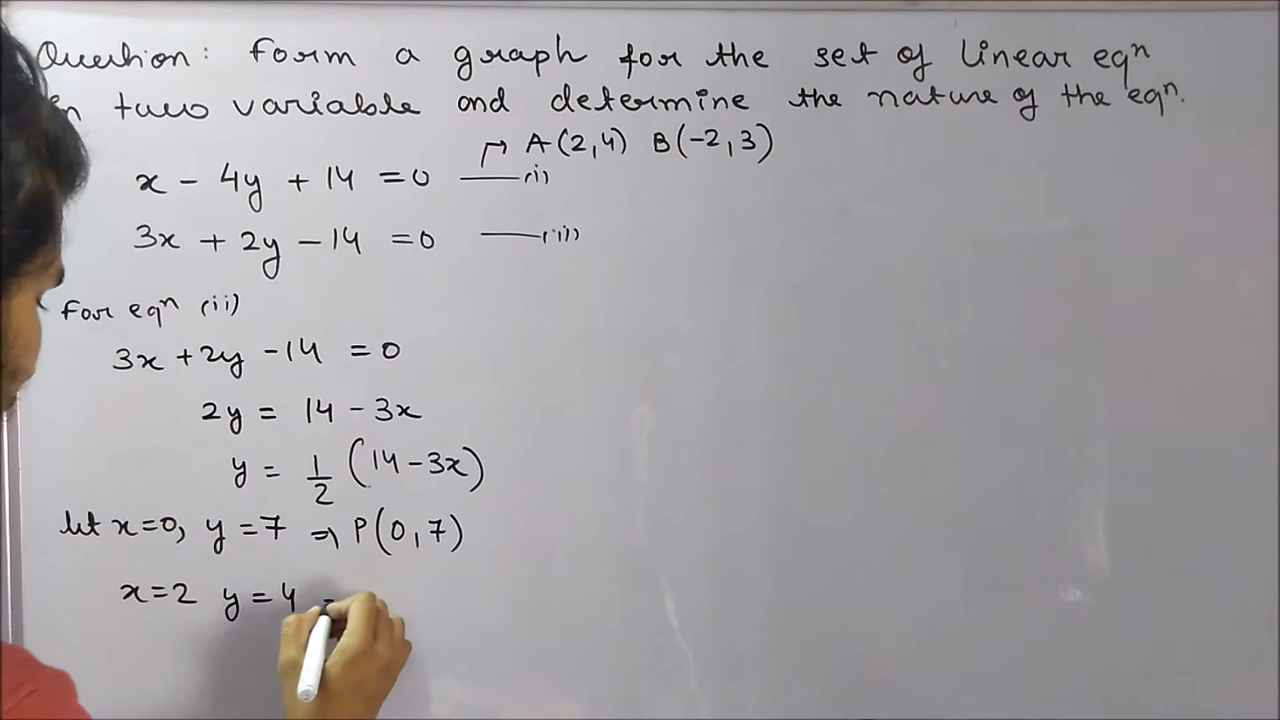 Question: Form a graph for the set of linear eqⁿ
in two variable and determine the nature of the eqⁿ.
→ A(2,4) B(-2,3)
x - 4y + 14 = 0 —(i)
3x + 2y - 14 = 0 —(ii)
For eqⁿ (ii)
3x + 2y - 14 = 0
2y = 14 - 3x
y = 1/2 (14 - 3x)
let x=0, y = 7 ⇒ P(0,7)
x=2 y = 4 =